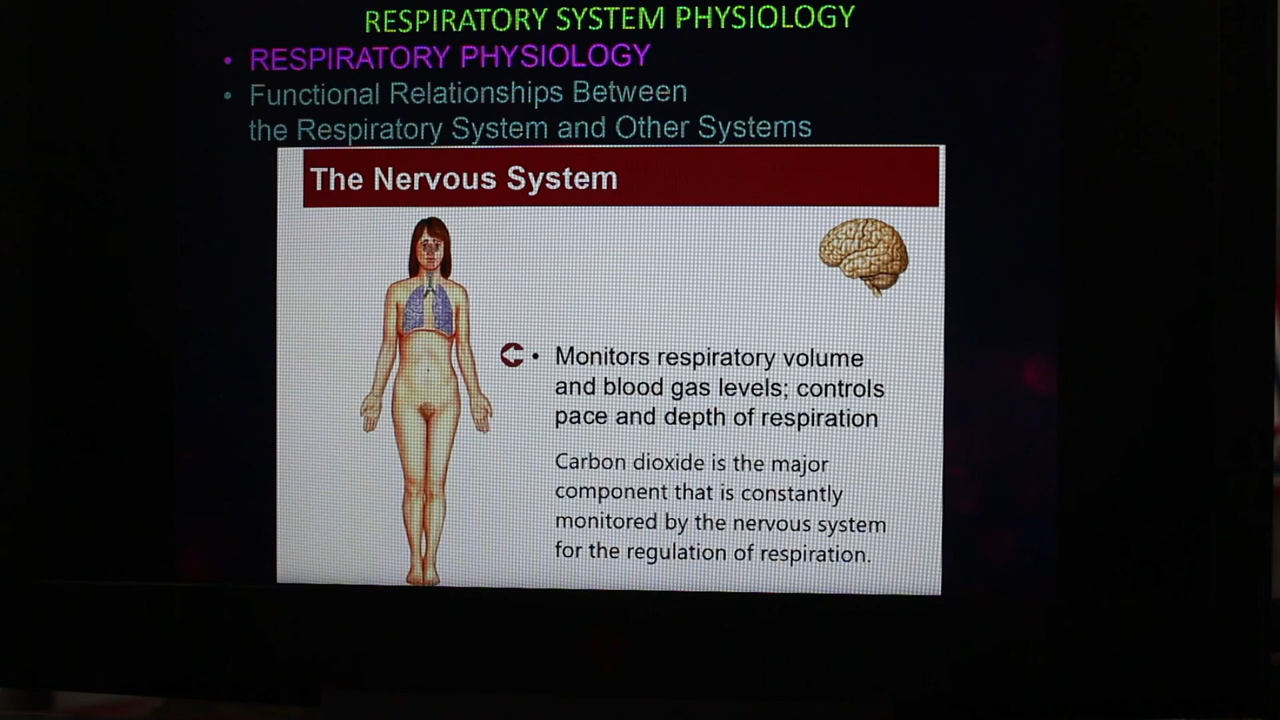 RESPIRATORY SYSTEM PHYSIOLOGY
• RESPIRATORY PHYSIOLOGY
• Functional Relationships Between
the Respiratory System and Other Systems
The Nervous System
• Monitors respiratory volume
and blood gas levels; controls
pace and depth of respiration
Carbon dioxide is the major
component that is constantly
monitored by the nervous system
for the regulation of respiration.